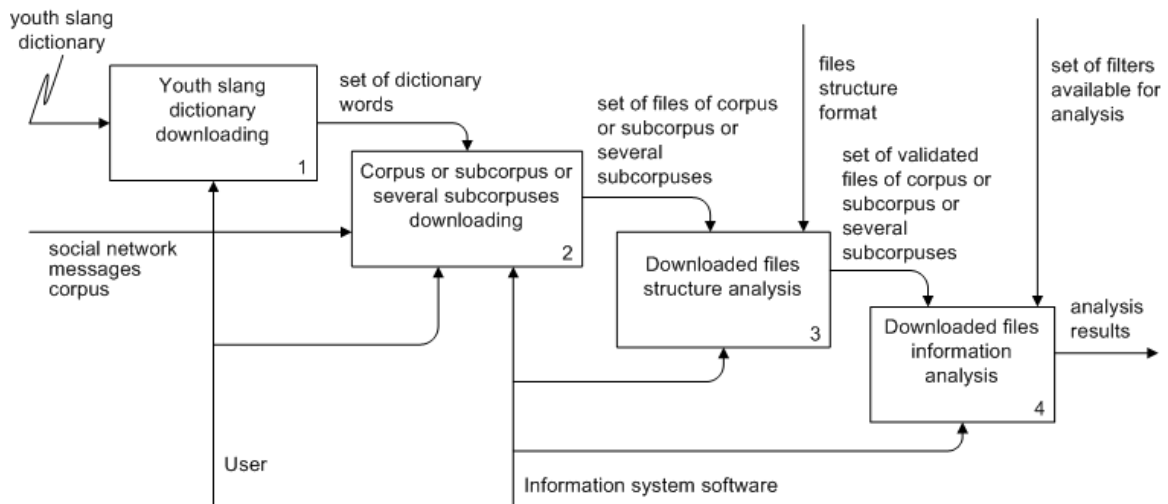 youth slang
dictionary
Youth slang
dictionary
downloading
1
set of dictionary
words
Corpus or subcorpus or
several subcorpuses
downloading
2
social network
messages
corpus
set of files of corpus
or subcorpus or
several
subcorpuses
files
structure
format
Downloaded files
structure analysis
3
set of validated
files of corpus or
subcorpus or
several
subcorpuses
set of filters
available for
analysis
Downloaded files
information
analysis
4
analysis
results
User
Information system software